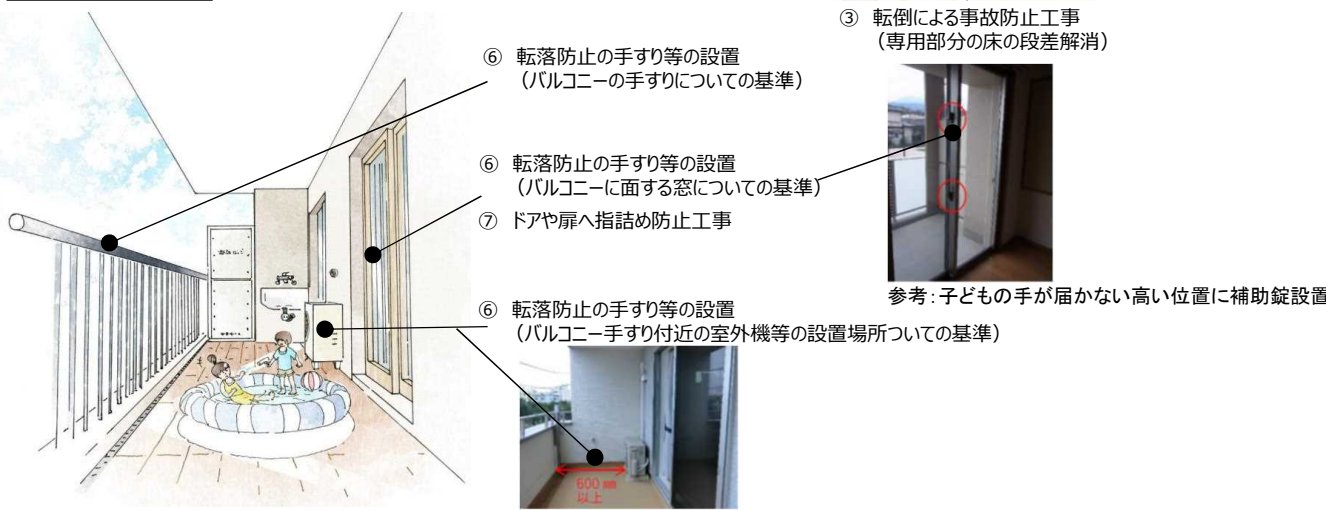 ③ 転倒による事故防止工事
（専用部分の床の段差解消）
⑥ 転落防止の手すり等の設置
（バルコニーの手すりについての基準）
⑥ 転落防止の手すり等の設置
（バルコニーに面する窓についての基準）
⑦ ドアや扉へ指詰め防止工事
参考：子どもの手が届かない高い位置に補助錠設置
⑥ 転落防止の手すり等の設置
（バルコニー手すり付近の室外機等の設置場所ついての基準）
600 mm
以上